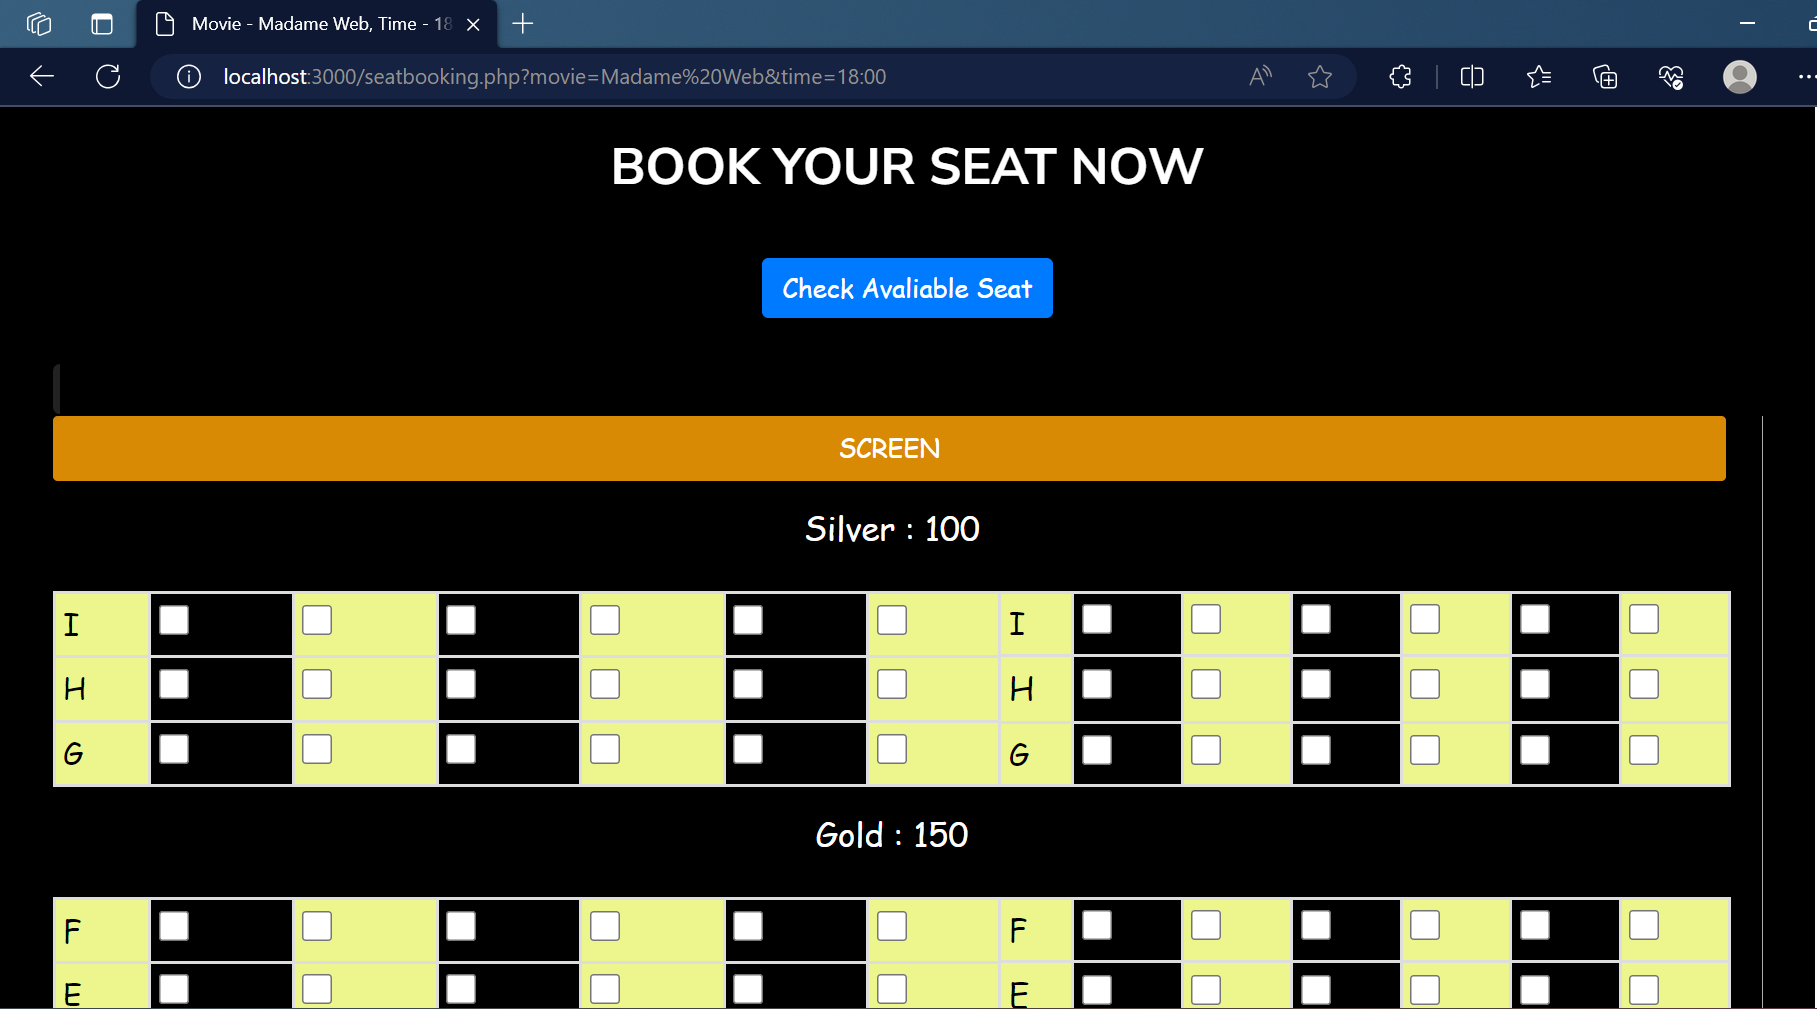 Movie - Madame Web, Time - 18
localhost:3000/seatbooking.php?movie=Madame%20Web&time=18:00
BOOK YOUR SEAT NOW
Check Avaliable Seat
SCREEN
Silver : 100
I I
H H
G G
Gold : 150
F F
E E